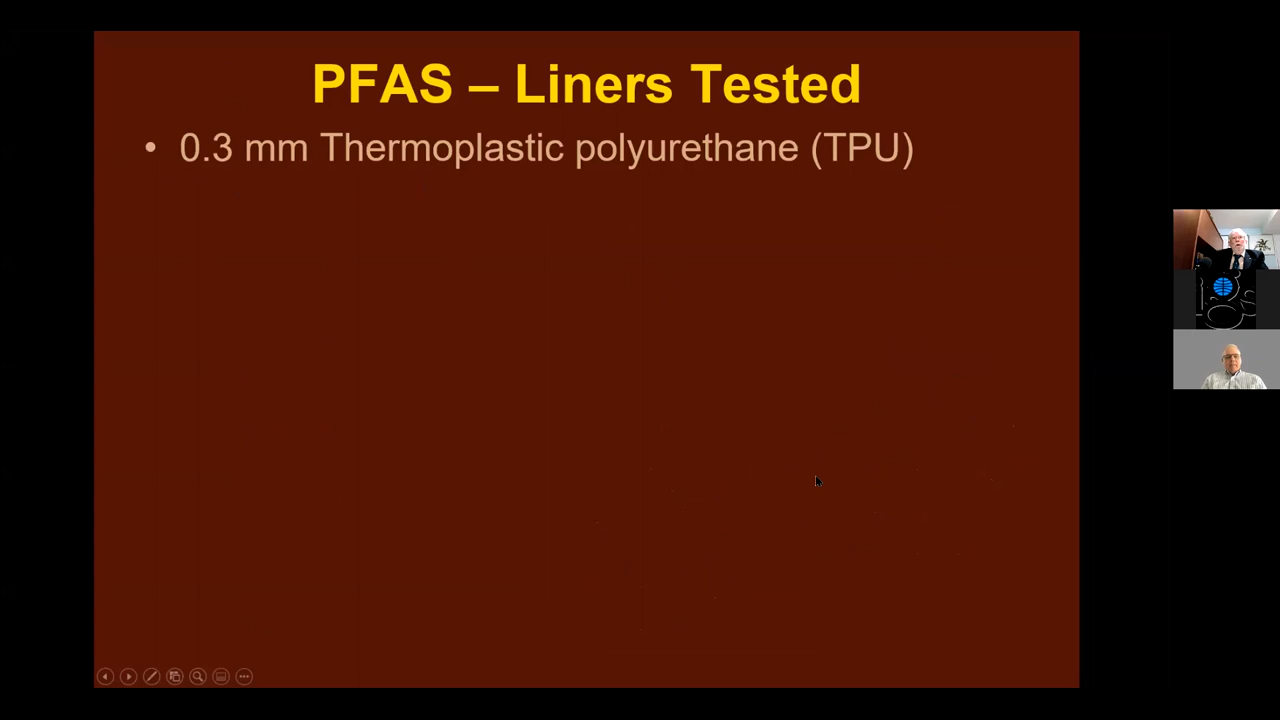 PFAS – Liners Tested
• 0.3 mm Thermoplastic polyurethane (TPU)